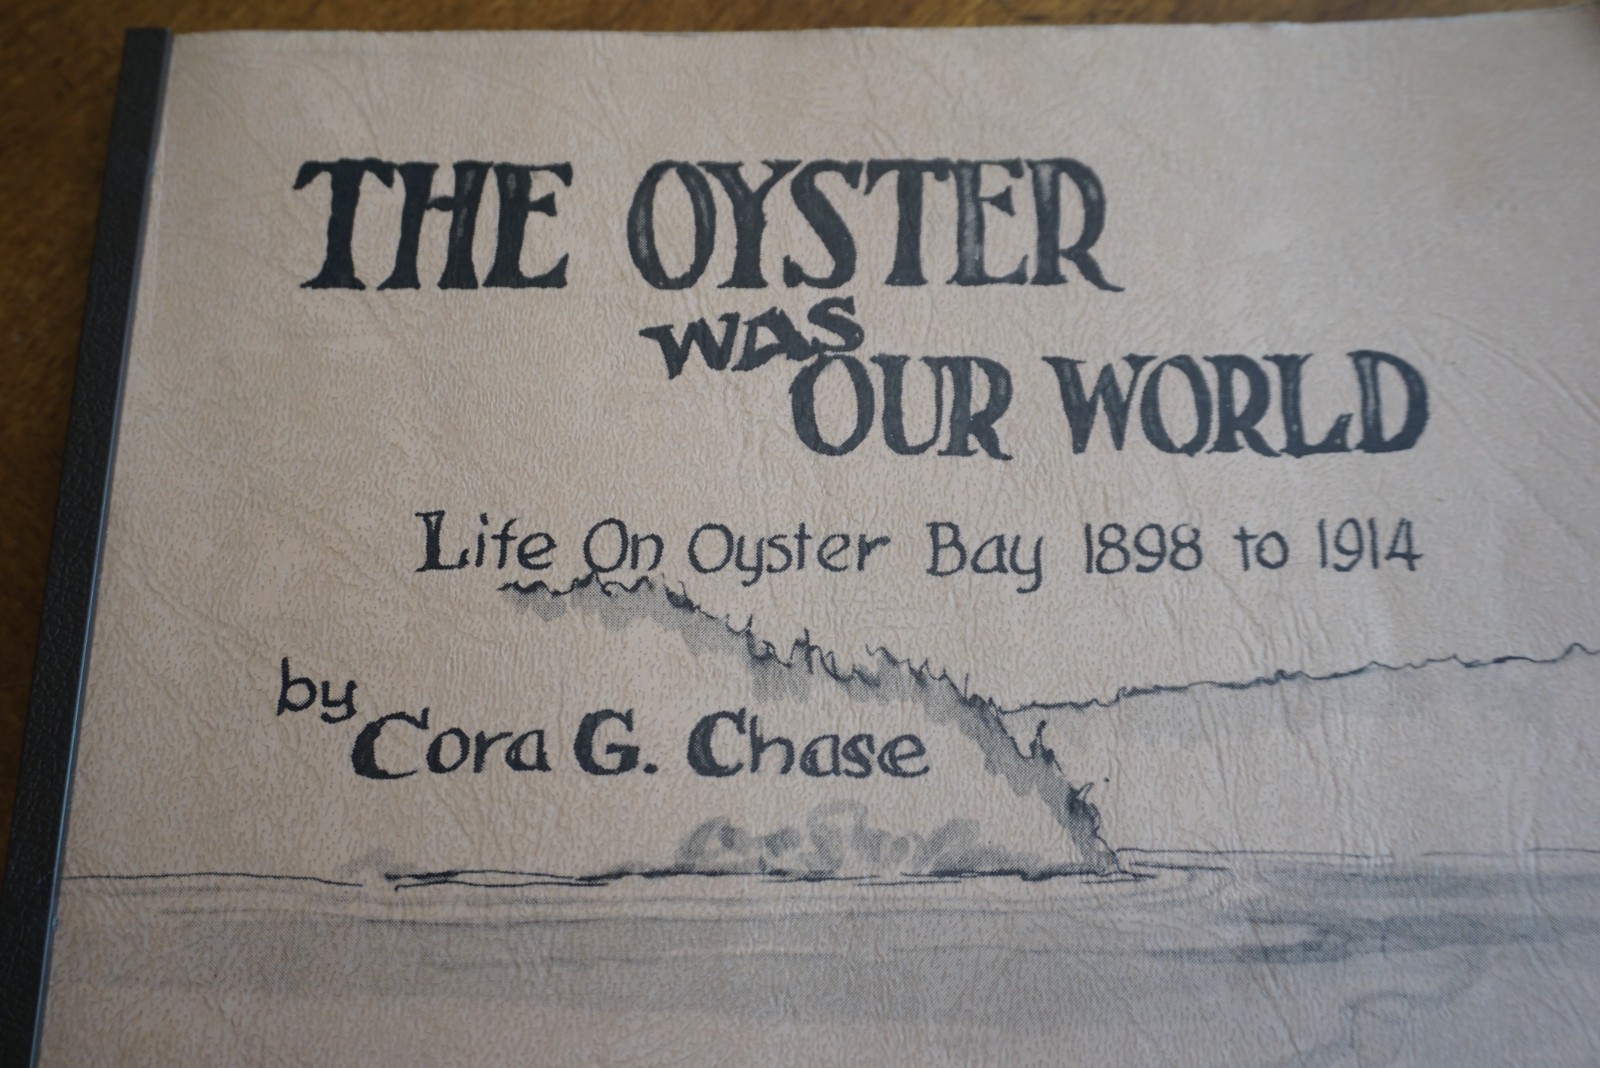 THE OYSTER
WAS
OUR WORLD
Life On Oyster Bay 1898 to 1914
by
Cora G. Chase